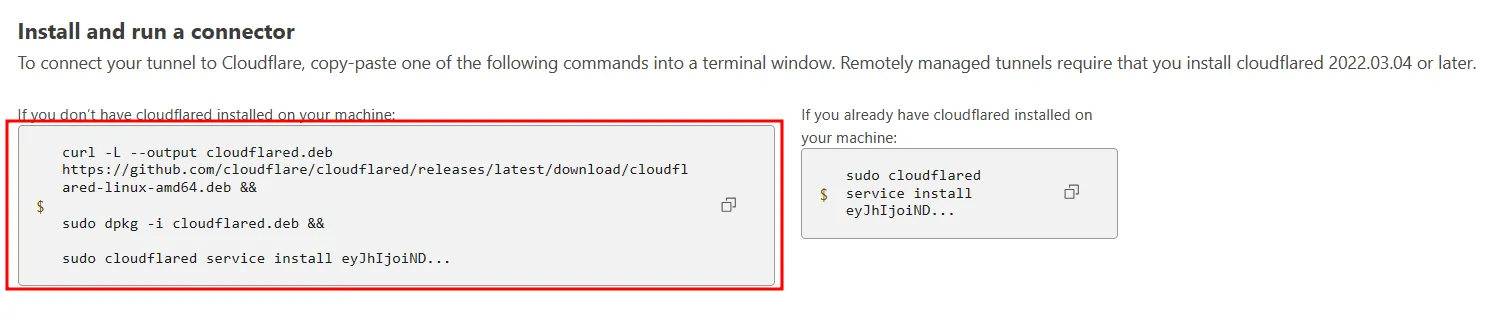 Install and run a connector
To connect your tunnel to Cloudflare, copy-paste one of the following commands into a terminal window. Remotely managed tunnels require that you install cloudflared 2022.03.04 or later.
If you don't have cloudflared installed on your machine:
$
curl -L --output cloudflared.deb
https://github.com/cloudflare/cloudflared/releases/latest/download/cloudfl
ared-linux-amd64.deb &&
sudo dpkg -i cloudflared.deb &&
sudo cloudflared service install eyJhIjoiND...
If you already have cloudflared installed on
your machine:
$
sudo cloudflared
service install
eyJhIjoiND...